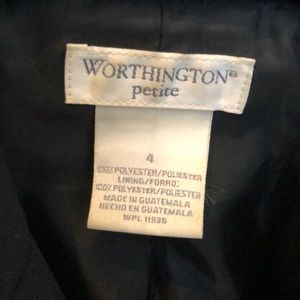 WORTHINGTON®
petite
4
100% POLYESTER/POLIESTER
LINING/FORRO:
100% POLYESTER/POLIESTER
MADE IN GUATEMALA
HECHO EN GUATEMALA
WPL 11935